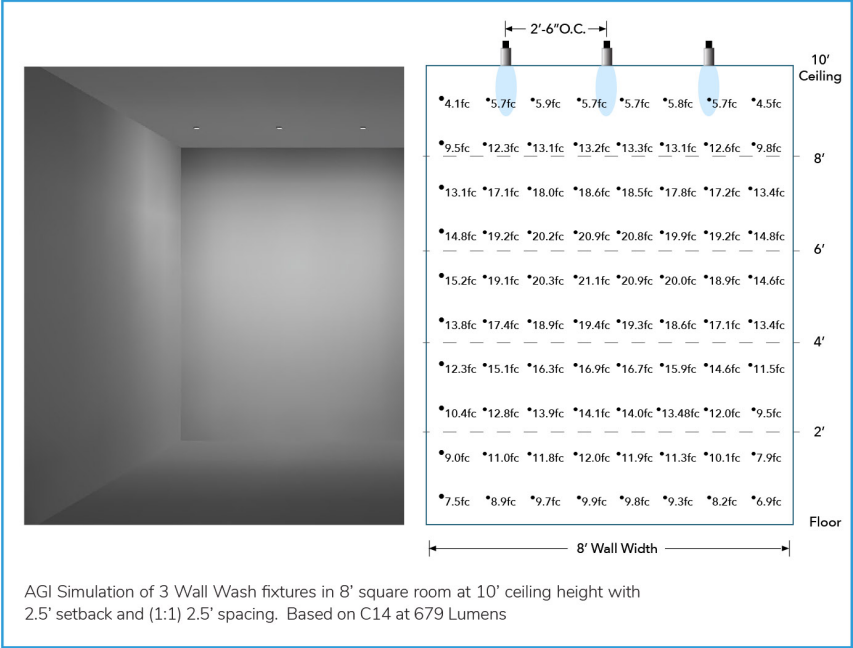 2'-6"O.C.
10'
Ceiling
4.1fc 5.7fc 5.9fc 5.7fc 5.7fc 5.8fc 5.7fc 4.5fc
9.5fc 12.3fc 13.1fc 13.2fc 13.3fc 13.1fc 12.6fc 9.8fc
8'
13.1fc 17.1fc 18.0fc 18.6fc 18.5fc 17.8fc 17.2fc 13.4fc
14.8fc 19.2fc 20.2fc 20.9fc 20.8fc 19.9fc 19.2fc 14.8fc
6'
15.2fc 19.1fc 20.3fc 21.1fc 20.9fc 20.0fc 18.9fc 14.6fc
13.8fc 17.4fc 18.9fc 19.4fc 19.3fc 18.6fc 17.1fc 13.4fc
4'
12.3fc 15.1fc 16.3fc 16.9fc 16.7fc 15.9fc 14.6fc 11.5fc
10.4fc 12.8fc 13.9fc 14.1fc 14.0fc 13.48fc 12.0fc 9.5fc
2'
9.0fc 11.0fc 11.8fc 12.0fc 11.9fc 11.3fc 10.1fc 7.9fc
7.5fc 8.9fc 9.7fc 9.9fc 9.8fc 9.3fc 8.2fc 6.9fc
Floor
8' Wall Width
AGI Simulation of 3 Wall Wash fixtures in 8' square room at 10' ceiling height with
2.5' setback and (1:1) 2.5' spacing. Based on C14 at 679 Lumens